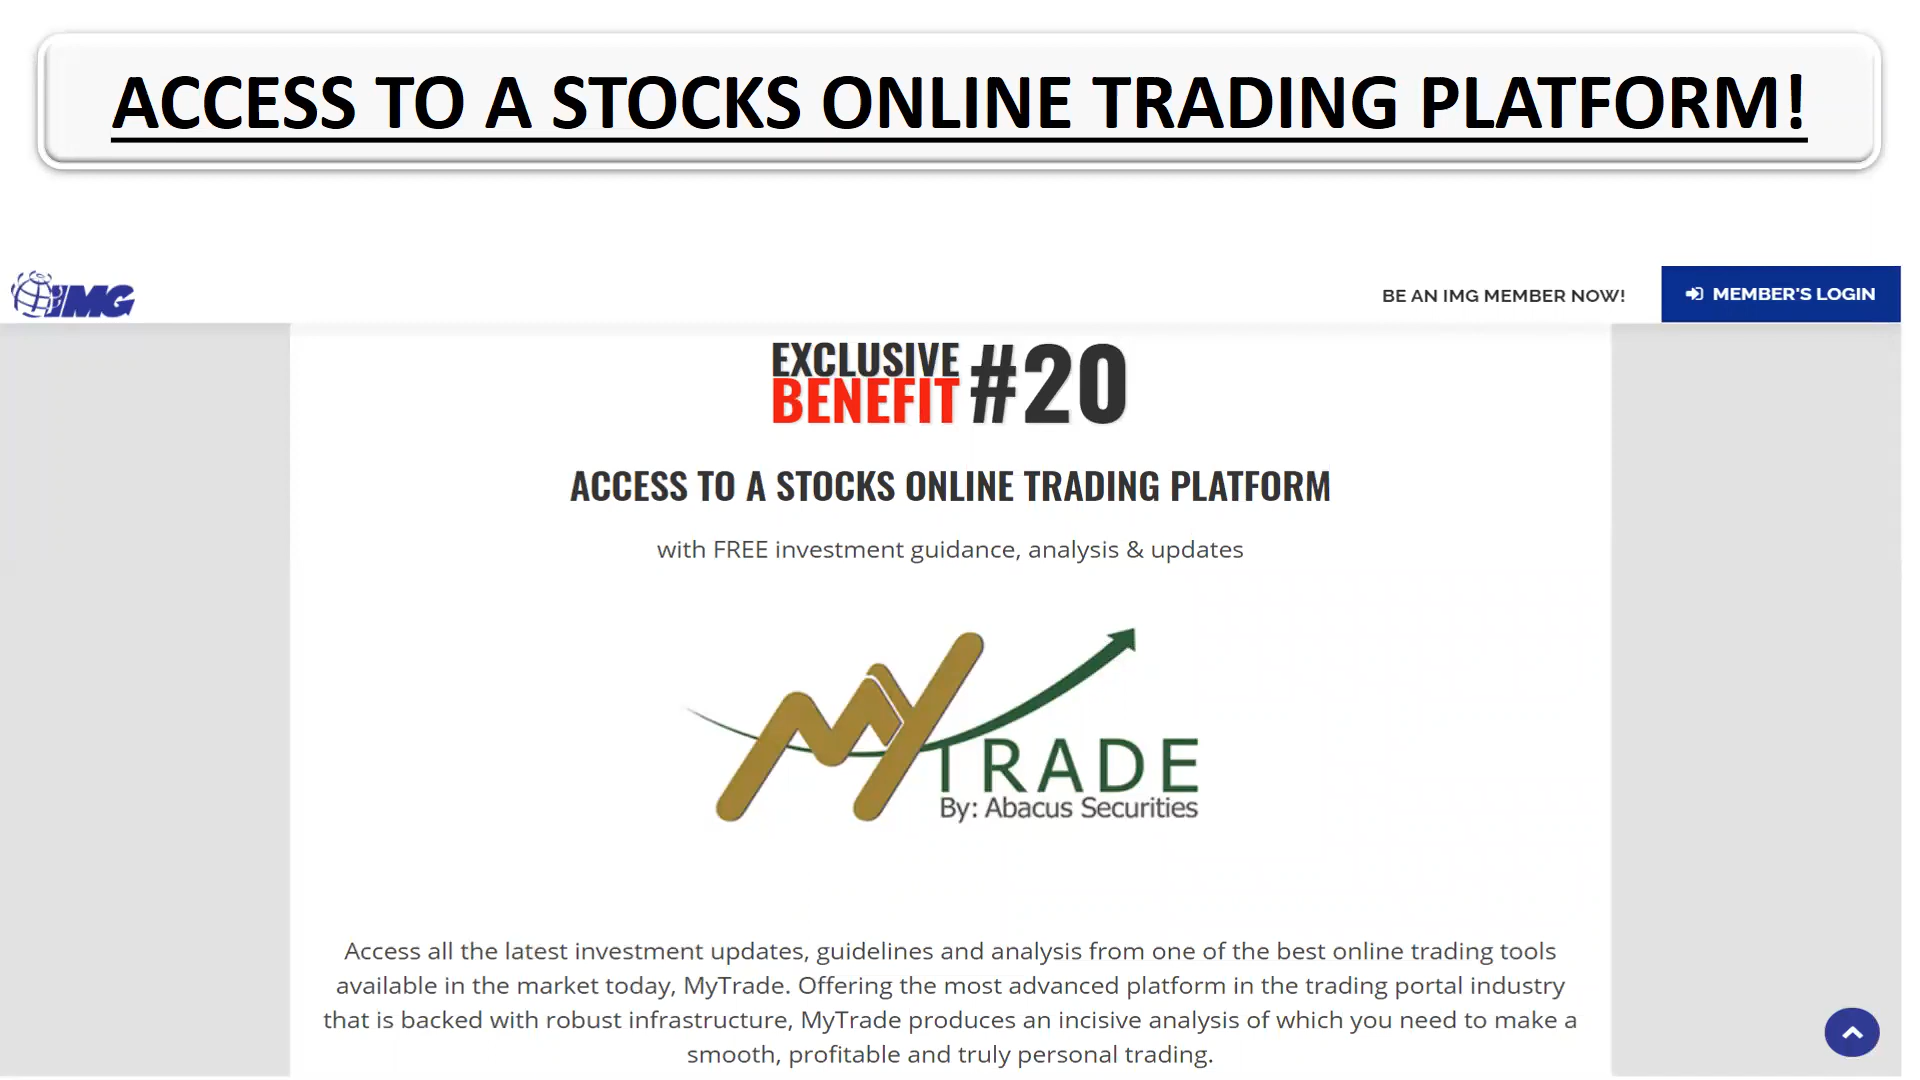 ACCESS TO A STOCKS ONLINE TRADING PLATFORM!
IMG
BE AN IMG MEMBER NOW!
MEMBER'S LOGIN
EXCLUSIVE
BENEFIT
#20
ACCESS TO A STOCKS ONLINE TRADING PLATFORM
with FREE investment guidance, analysis & updates
MY TRADE
By: Abacus Securities
Access all the latest investment updates, guidelines and analysis from one of the best online trading tools
available in the market today, MyTrade. Offering the most advanced platform in the trading portal industry
that is backed with robust infrastructure, MyTrade produces an incisive analysis of which you need to make a
smooth, profitable and truly personal trading.